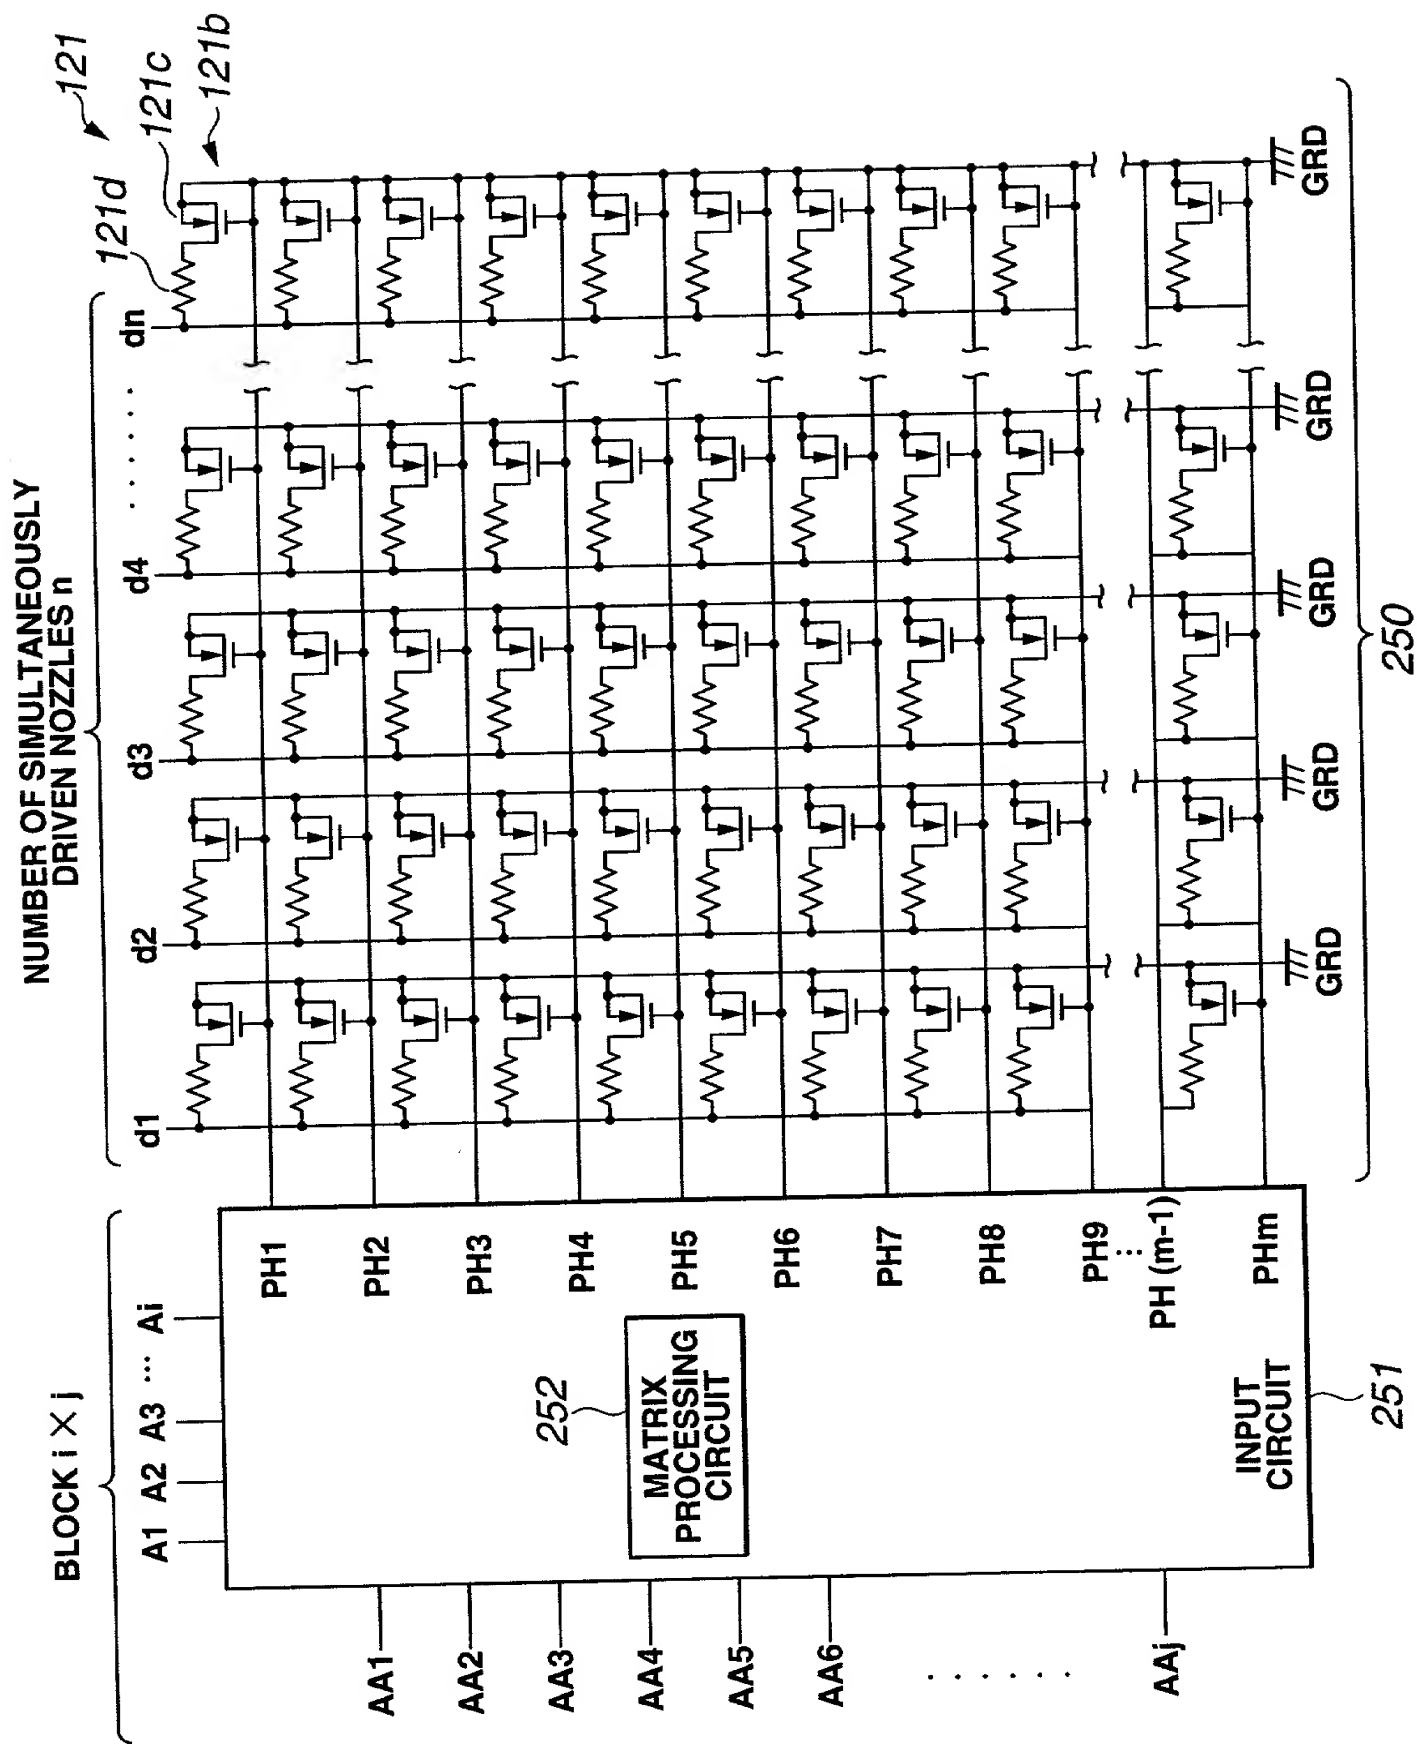 121
121c
121b
121d
NUMBER OF SIMULTANEOUSLY
DRIVEN NOZZLES n
d1
d2
d3
d4
. . . . . .
dn
BLOCK i × j
A1
A2
A3
...
Ai
AA1
AA2
AA3
AA4
AA5
AA6
. . . . . .
AAj
PH1
PH2
PH3
PH4
PH5
PH6
PH7
PH8
PH9
...
PH (m-1)
PHm
252
MATRIX
PROCESSING
CIRCUIT
INPUT
CIRCUIT
251
GRD
GRD
GRD
GRD
GRD
250